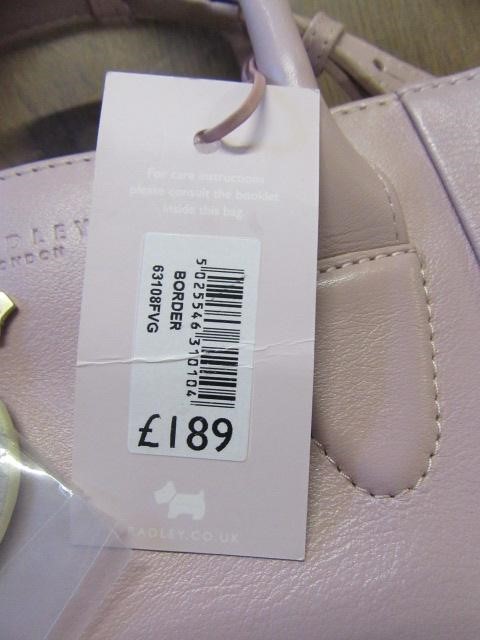 For care instructions
please consult the booklet
inside this bag.
DLEY
ONDON
5 025546 310104
BORDER
63108FVG
£189
RADLEY.CO.UK